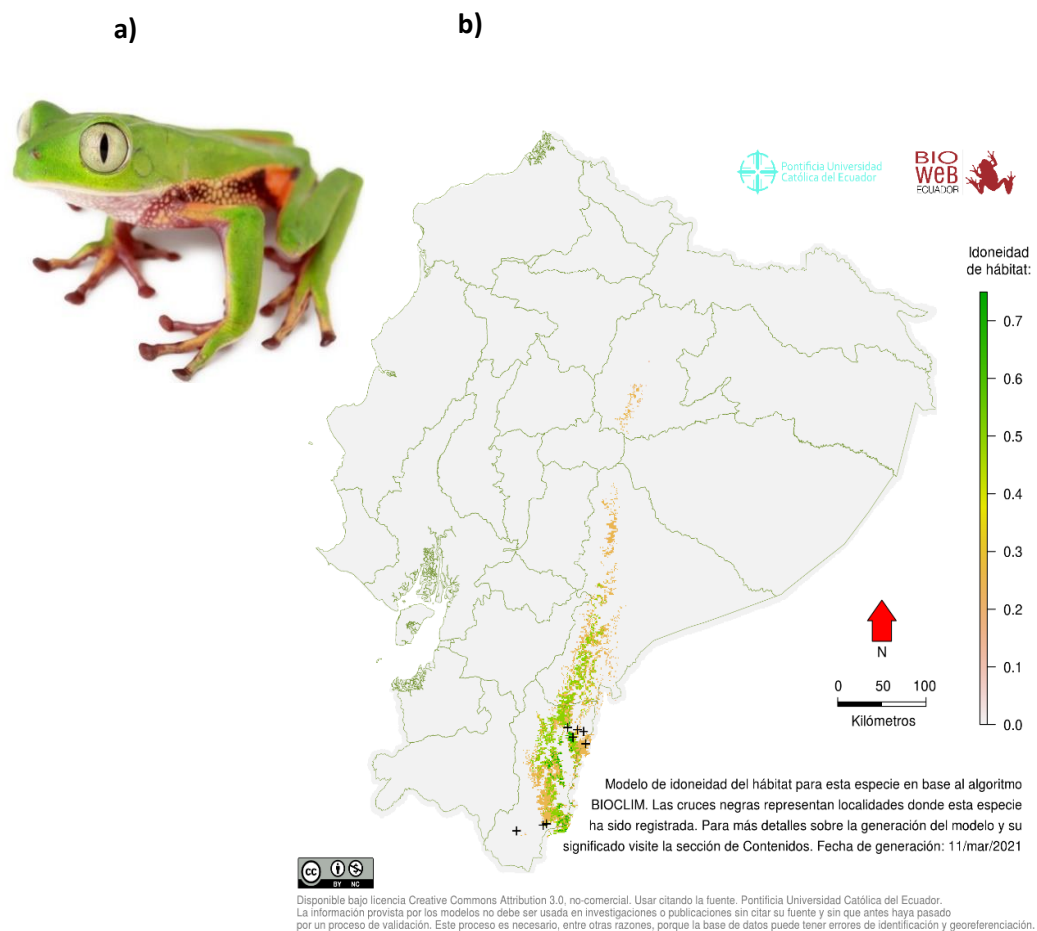 a)
b)
Pontificia Universidad
Católica del Ecuador
BIO
WEB
ECUADOR
Idoneidad
de hábitat:
0.7
0.6
0.5
0.4
0.3
0.2
0.1
0.0
N
0 50 100
Kilómetros
Modelo de idoneidad del hábitat para esta especie en base al algoritmo
BIOCLIM. Las cruces negras representan localidades donde esta especie
ha sido registrada. Para más detalles sobre la generación del modelo y su
significado visite la sección de Contenidos. Fecha de generación: 11/mar/2021
cc
BY NC
Disponible bajo licencia Creative Commons Attribution 3.0, no-comercial. Usar citando la fuente. Pontificia Universidad Católica del Ecuador.
La información provista por los modelos no debe ser usada en investigaciones o publicaciones sin citar su fuente y sin que antes haya pasado
por un proceso de validación. Este proceso es necesario, entre otras razones, porque la base de datos puede tener errores de identificación y georeferenciación.